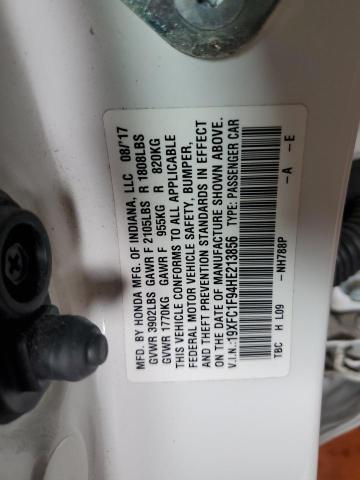 MFD. BY HONDA MFG. OF INDIANA, LLC 08/'17
GVWR 3902LBS GAWR F 2105LBS R 1808LBS
GVWR 1770KG GAWR F 955KG R 820KG
THIS VEHICLE CONFORMS TO ALL APPLICABLE
FEDERAL MOTOR VEHICLE SAFETY, BUMPER,
AND THEFT PREVENTION STANDARDS IN EFFECT
ON THE DATE OF MANUFACTURE SHOWN ABOVE.
V.I.N.: 19XFC1F94HE213856 TYPE: PASSENGER CAR
TBC H L09 -NH788P -A -E